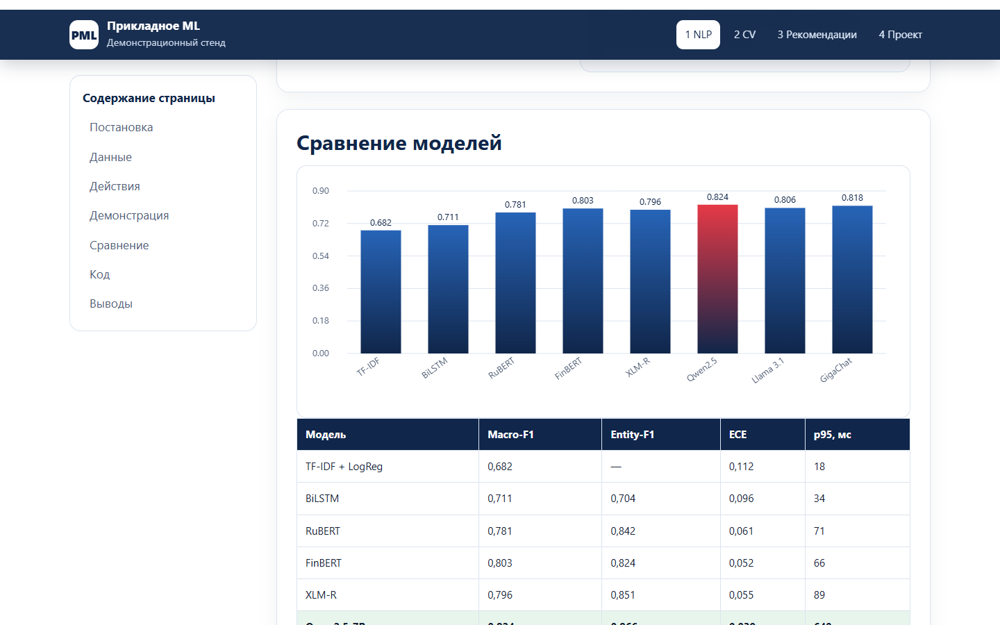 PML
Прикладное ML
Демонстрационный стенд
1 NLP
2 CV
3 Рекомендации
4 Проект
Содержание страницы
Постановка
Данные
Действия
Демонстрация
Сравнение
Код
Выводы
Сравнение моделей
0.90
0.72
0.54
0.36
0.18
0.00
0.682
0.711
0.781
0.803
0.796
0.824
0.806
0.818
TF-IDF
BiLSTM
RuBERT
FinBERT
XLM-R
Qwen2.5
Llama 3.1
GigaChat
Модель Macro-F1 Entity-F1 ECE p95, мс
TF-IDF + LogReg 0,682 — 0,112 18
BiLSTM 0,711 0,704 0,096 34
RuBERT 0,781 0,842 0,061 71
FinBERT 0,803 0,824 0,052 66
XLM-R 0,796 0,851 0,055 89